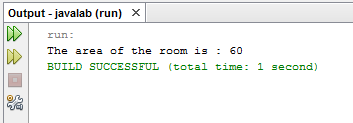 Output - javalab (run)
run:
The area of the room is : 60
BUILD SUCCESSFUL (total time: 1 second)